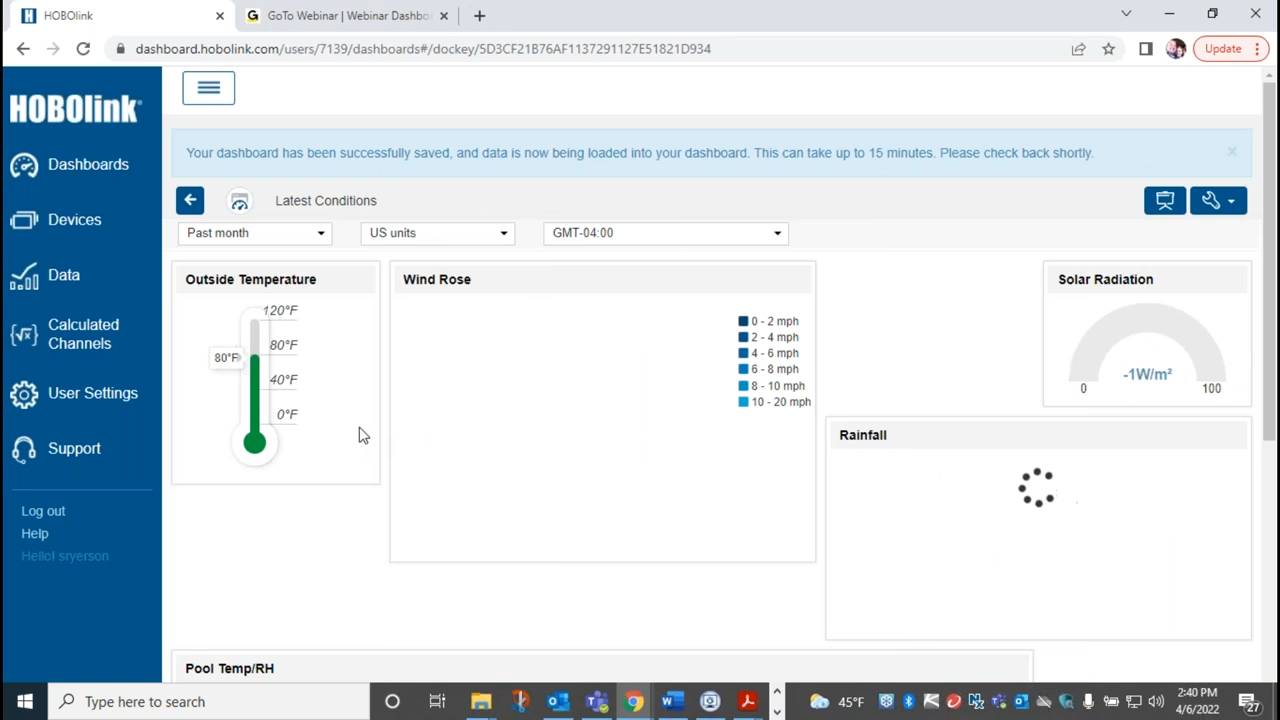 HOBOlink
GoTo Webinar | Webinar Dashbo
dashboard.hobolink.com/users/7139/dashboards#/dockey/5D3CF21B76AF1137291127E51821D934
Update
HOBOlink®
Dashboards
Devices
Data
Calculated
Channels
User Settings
Support
Log out
Help
Hello! sryerson
Your dashboard has been successfully saved, and data is now being loaded into your dashboard. This can take up to 15 minutes. Please check back shortly.
Latest Conditions
Past month
US units
GMT-04:00
Outside Temperature
120°F
80°F
80°F
40°F
0°F
Wind Rose
0 - 2 mph
2 - 4 mph
4 - 6 mph
6 - 8 mph
8 - 10 mph
10 - 20 mph
Solar Radiation
-1W/m²
0
100
Rainfall
Pool Temp/RH
Type here to search
45°F
2:40 PM
4/6/2022
27